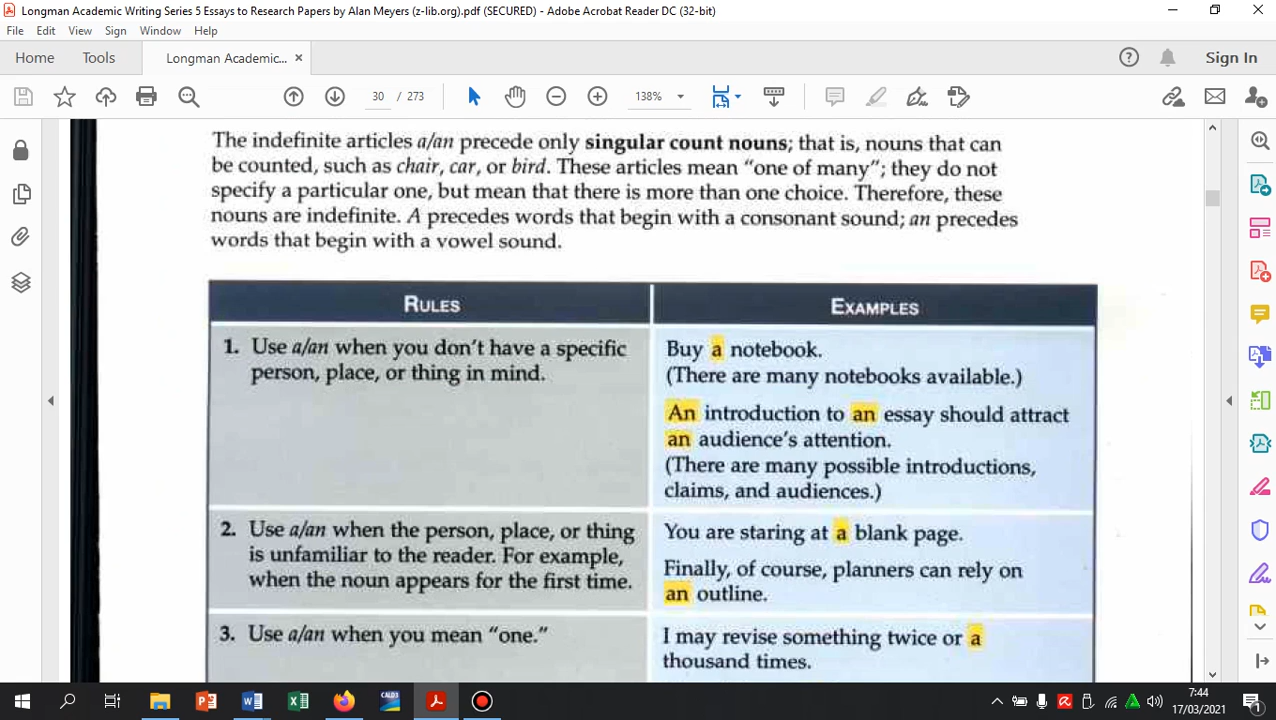 Longman Academic Writing Series 5 Essays to Research Papers by Alan Meyers (z-lib.org).pdf (SECURED) - Adobe Acrobat Reader DC (32-bit)
File Edit View Sign Window Help
Home Tools Longman Academic... × Sign In
30 / 273 138%
The indefinite articles a/an precede only singular count nouns; that is, nouns that can
be counted, such as chair, car, or bird. These articles mean “one of many”; they do not
specify a particular one, but mean that there is more than one choice. Therefore, these
nouns are indefinite. A precedes words that begin with a consonant sound; an precedes
words that begin with a vowel sound.
RULES
EXAMPLES
1. Use a/an when you don't have a specific
person, place, or thing in mind.
Buy a notebook.
(There are many notebooks available.)
An introduction to an essay should attract
an audience's attention.
(There are many possible introductions,
claims, and audiences.)
2. Use a/an when the person, place, or thing
is unfamiliar to the reader. For example,
when the noun appears for the first time.
You are staring at a blank page.
Finally, of course, planners can rely on
an outline.
3. Use a/an when you mean “one.”
I may revise something twice or a
thousand times.
CALD3
7:44
17/03/2021
1